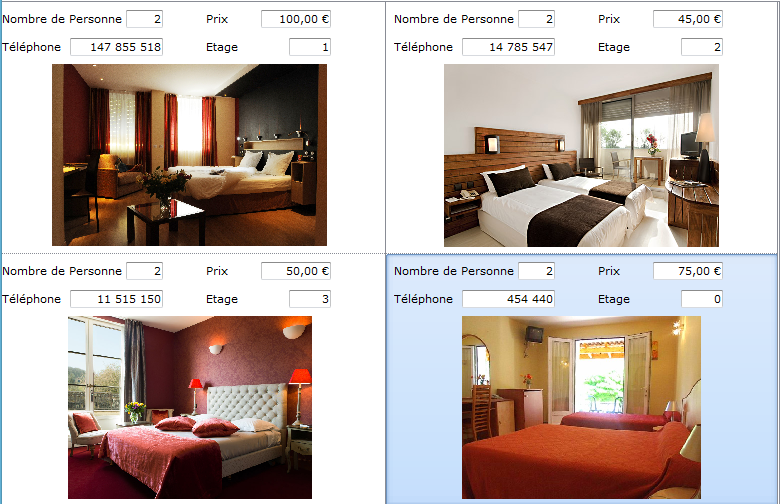 Nombre de Personne 2 Prix 100,00 €
Téléphone 147 855 518 Etage 1
Nombre de Personne 2 Prix 45,00 €
Téléphone 14 785 547 Etage 2
Nombre de Personne 2 Prix 50,00 €
Téléphone 11 515 150 Etage 3
Nombre de Personne 2 Prix 75,00 €
Téléphone 454 440 Etage 0